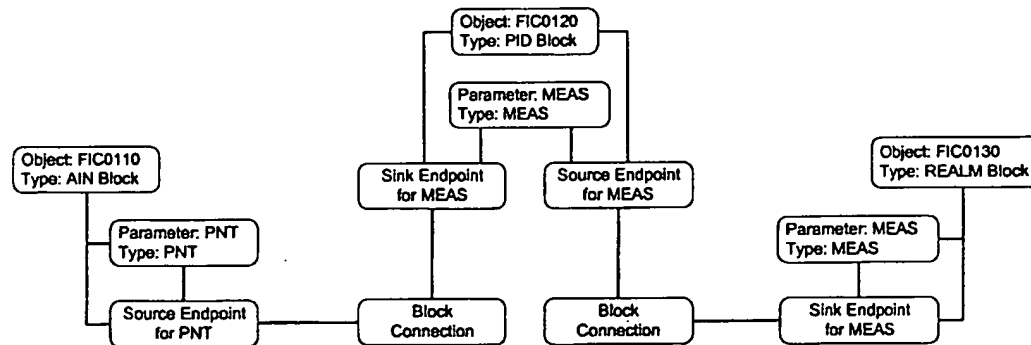 Object: FIC0120
Type: PID Block
Parameter: MEAS
Type: MEAS
Object: FIC0110
Type: AIN Block
Sink Endpoint
for MEAS
Source Endpoint
for MEAS
Object: FIC0130
Type: REALM Block
Parameter: PNT
Type: PNT
Parameter: MEAS
Type: MEAS
Source Endpoint
for PNT
Block
Connection
Block
Connection
Sink Endpoint
for MEAS